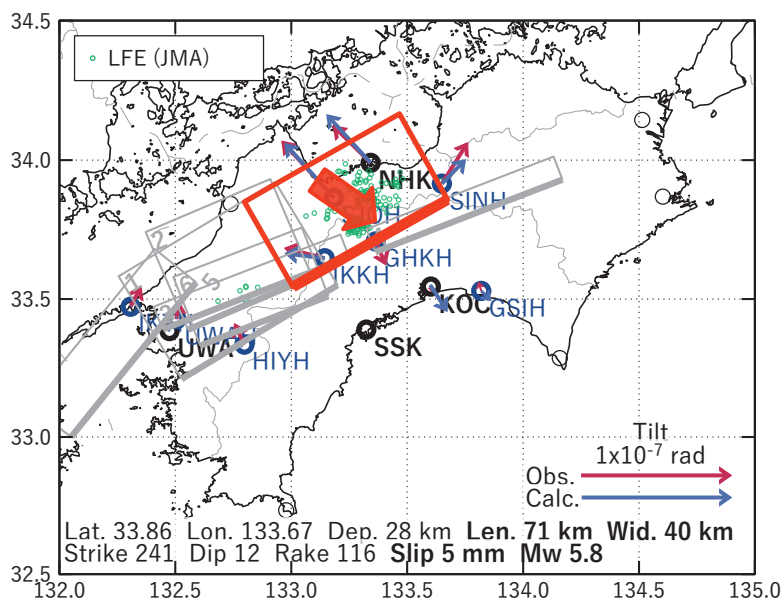 34.5
LFE (JMA)
34.0
NHK
SINH
GHKH
IKKH
2
1
5
33.5
KOC
GSIH
UWA
HIYH
SSK
33.0
Tilt
1x10⁻⁷ rad
Obs.
Calc.
Lat. 33.86 Lon. 133.67 Dep. 28 km Len. 71 km Wid. 40 km
Strike 241 Dip 12 Rake 116 Slip 5 mm Mw 5.8
32.5
132.0 132.5 133.0 133.5 134.0 134.5 135.0